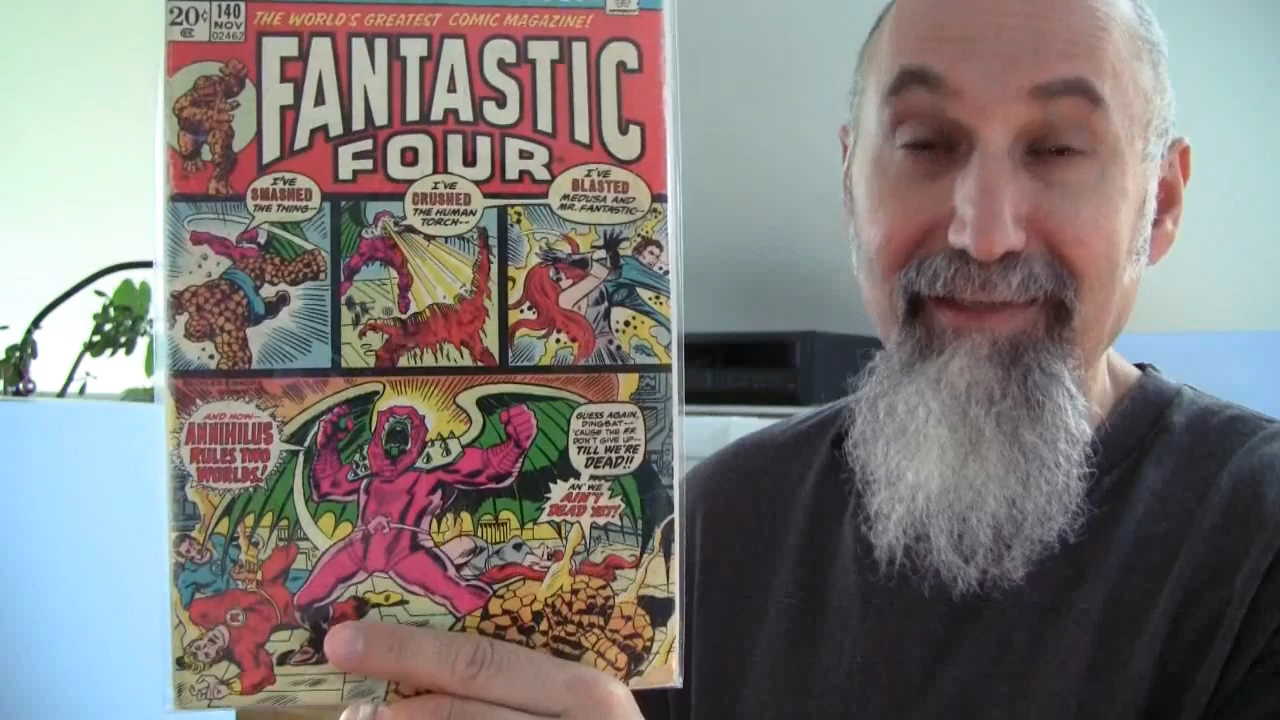 20¢
140
NOV
02462
THE WORLD'S GREATEST COMIC MAGAZINE!
FANTASTIC
FOUR
I'VE
SMASHED
THE THING--
I'VE
CRUSHED
THE HUMAN
TORCH--
I'VE
BLASTED
MEDUSA AND
MR. FANTASTIC--
AND NOW--
ANNIHILUS
RULES TWO
WORLDS!
GUESS AGAIN,
DINGBAT--
'CAUSE THE F.F.
DON'T GIVE UP--
TILL WE'RE
DEAD!!
AN' WE
AIN'T
DEAD YET!